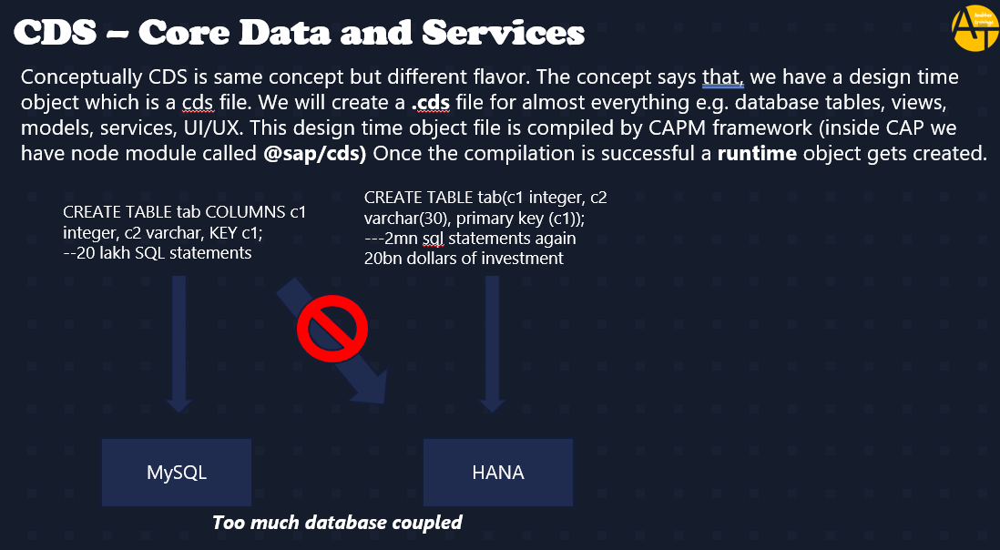 CDS – Core Data and Services
Conceptually CDS is same concept but different flavor. The concept says that, we have a design time
object which is a cds file. We will create a .cds file for almost everything e.g. database tables, views,
models, services, UI/UX. This design time object file is compiled by CAPM framework (inside CAP we
have node module called @sap/cds) Once the compilation is successful a runtime object gets created.
CREATE TABLE tab COLUMNS c1
integer, c2 varchar, KEY c1;
--20 lakh SQL statements
CREATE TABLE tab(c1 integer, c2
varchar(30), primary key (c1));
---2mn sql statements again
20bn dollars of investment
MySQL
HANA
Too much database coupled